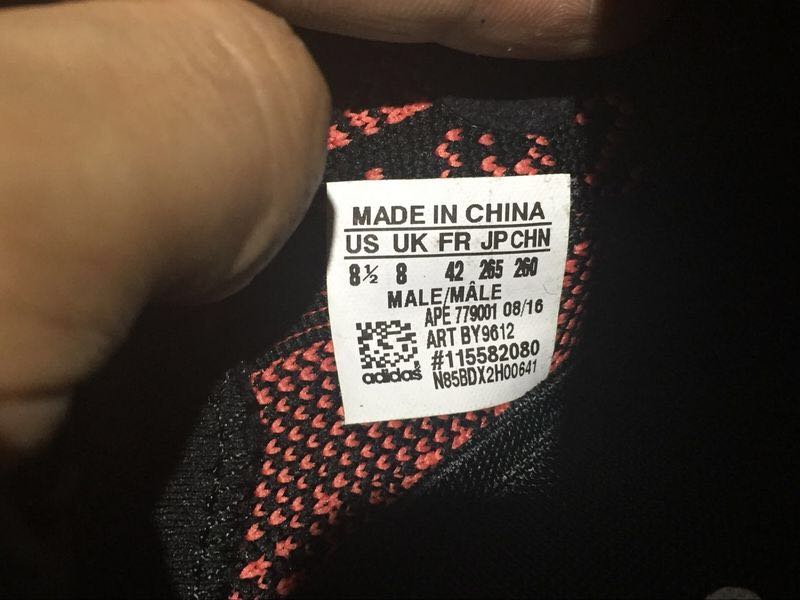 MADE IN CHINA
US UK FR JP CHN
8½ 8 42 265 260
MALE/MÂLE
APE 779001 08/16
ART BY9612
#115582080
adidas
N85BDX2H00641